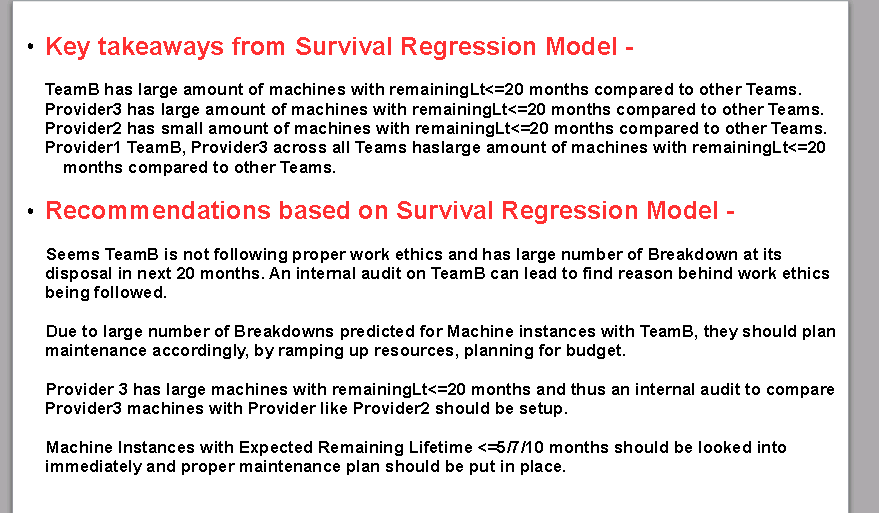 • Key takeaways from Survival Regression Model -
TeamB has large amount of machines with remainingLt<=20 months compared to other Teams.
Provider3 has large amount of machines with remainingLt<=20 months compared to other Teams.
Provider2 has small amount of machines with remainingLt<=20 months compared to other Teams.
Provider1 TeamB, Provider3 across all Teams haslarge amount of machines with remainingLt<=20
months compared to other Teams.
• Recommendations based on Survival Regression Model -
Seems TeamB is not following proper work ethics and has large number of Breakdown at its
disposal in next 20 months. An internal audit on TeamB can lead to find reason behind work ethics
being followed.
Due to large number of Breakdowns predicted for Machine instances with TeamB, they should plan
maintenance accordingly, by ramping up resources, planning for budget.
Provider 3 has large machines with remainingLt<=20 months and thus an internal audit to compare
Provider3 machines with Provider like Provider2 should be setup.
Machine Instances with Expected Remaining Lifetime <=5/7/10 months should be looked into
immediately and proper maintenance plan should be put in place.